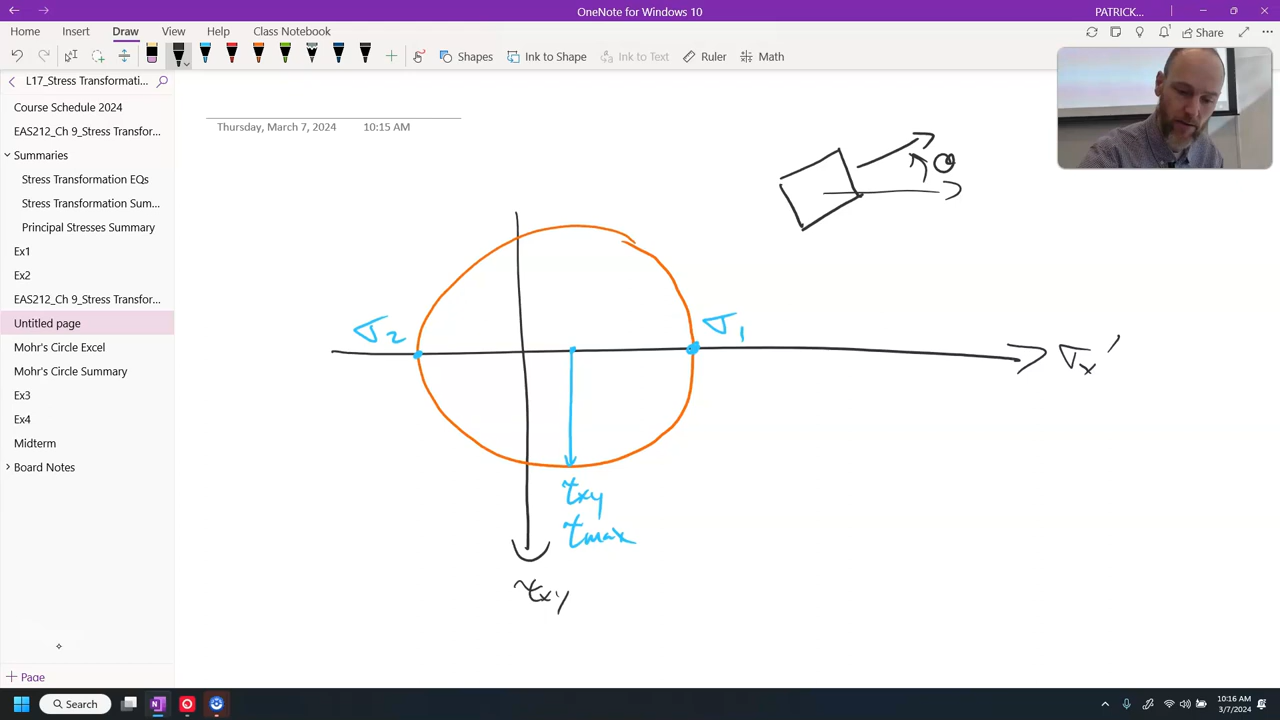 OneNote for Windows 10
PATRICK...
Home Insert Draw View Help Class Notebook
Share
Shapes Ink to Shape Ink to Text Ruler Math
L17_Stress Transformati...
Course Schedule 2024
EAS212_Ch 9_Stress Transfor...
Summaries
Stress Transformation EQs
Stress Transformation Sum...
Principal Stresses Summary
Ex1
Ex2
EAS212_Ch 9_Stress Transfor...
Untitled page
Mohr's Circle Excel
Mohr's Circle Summary
Ex3
Ex4
Midterm
Board Notes
+ Page
Thursday, March 7, 2024 10:15 AM
θ
σ2
σ1
σx'
τxy
τmax
τxy
Search
10:16 AM
3/7/2024